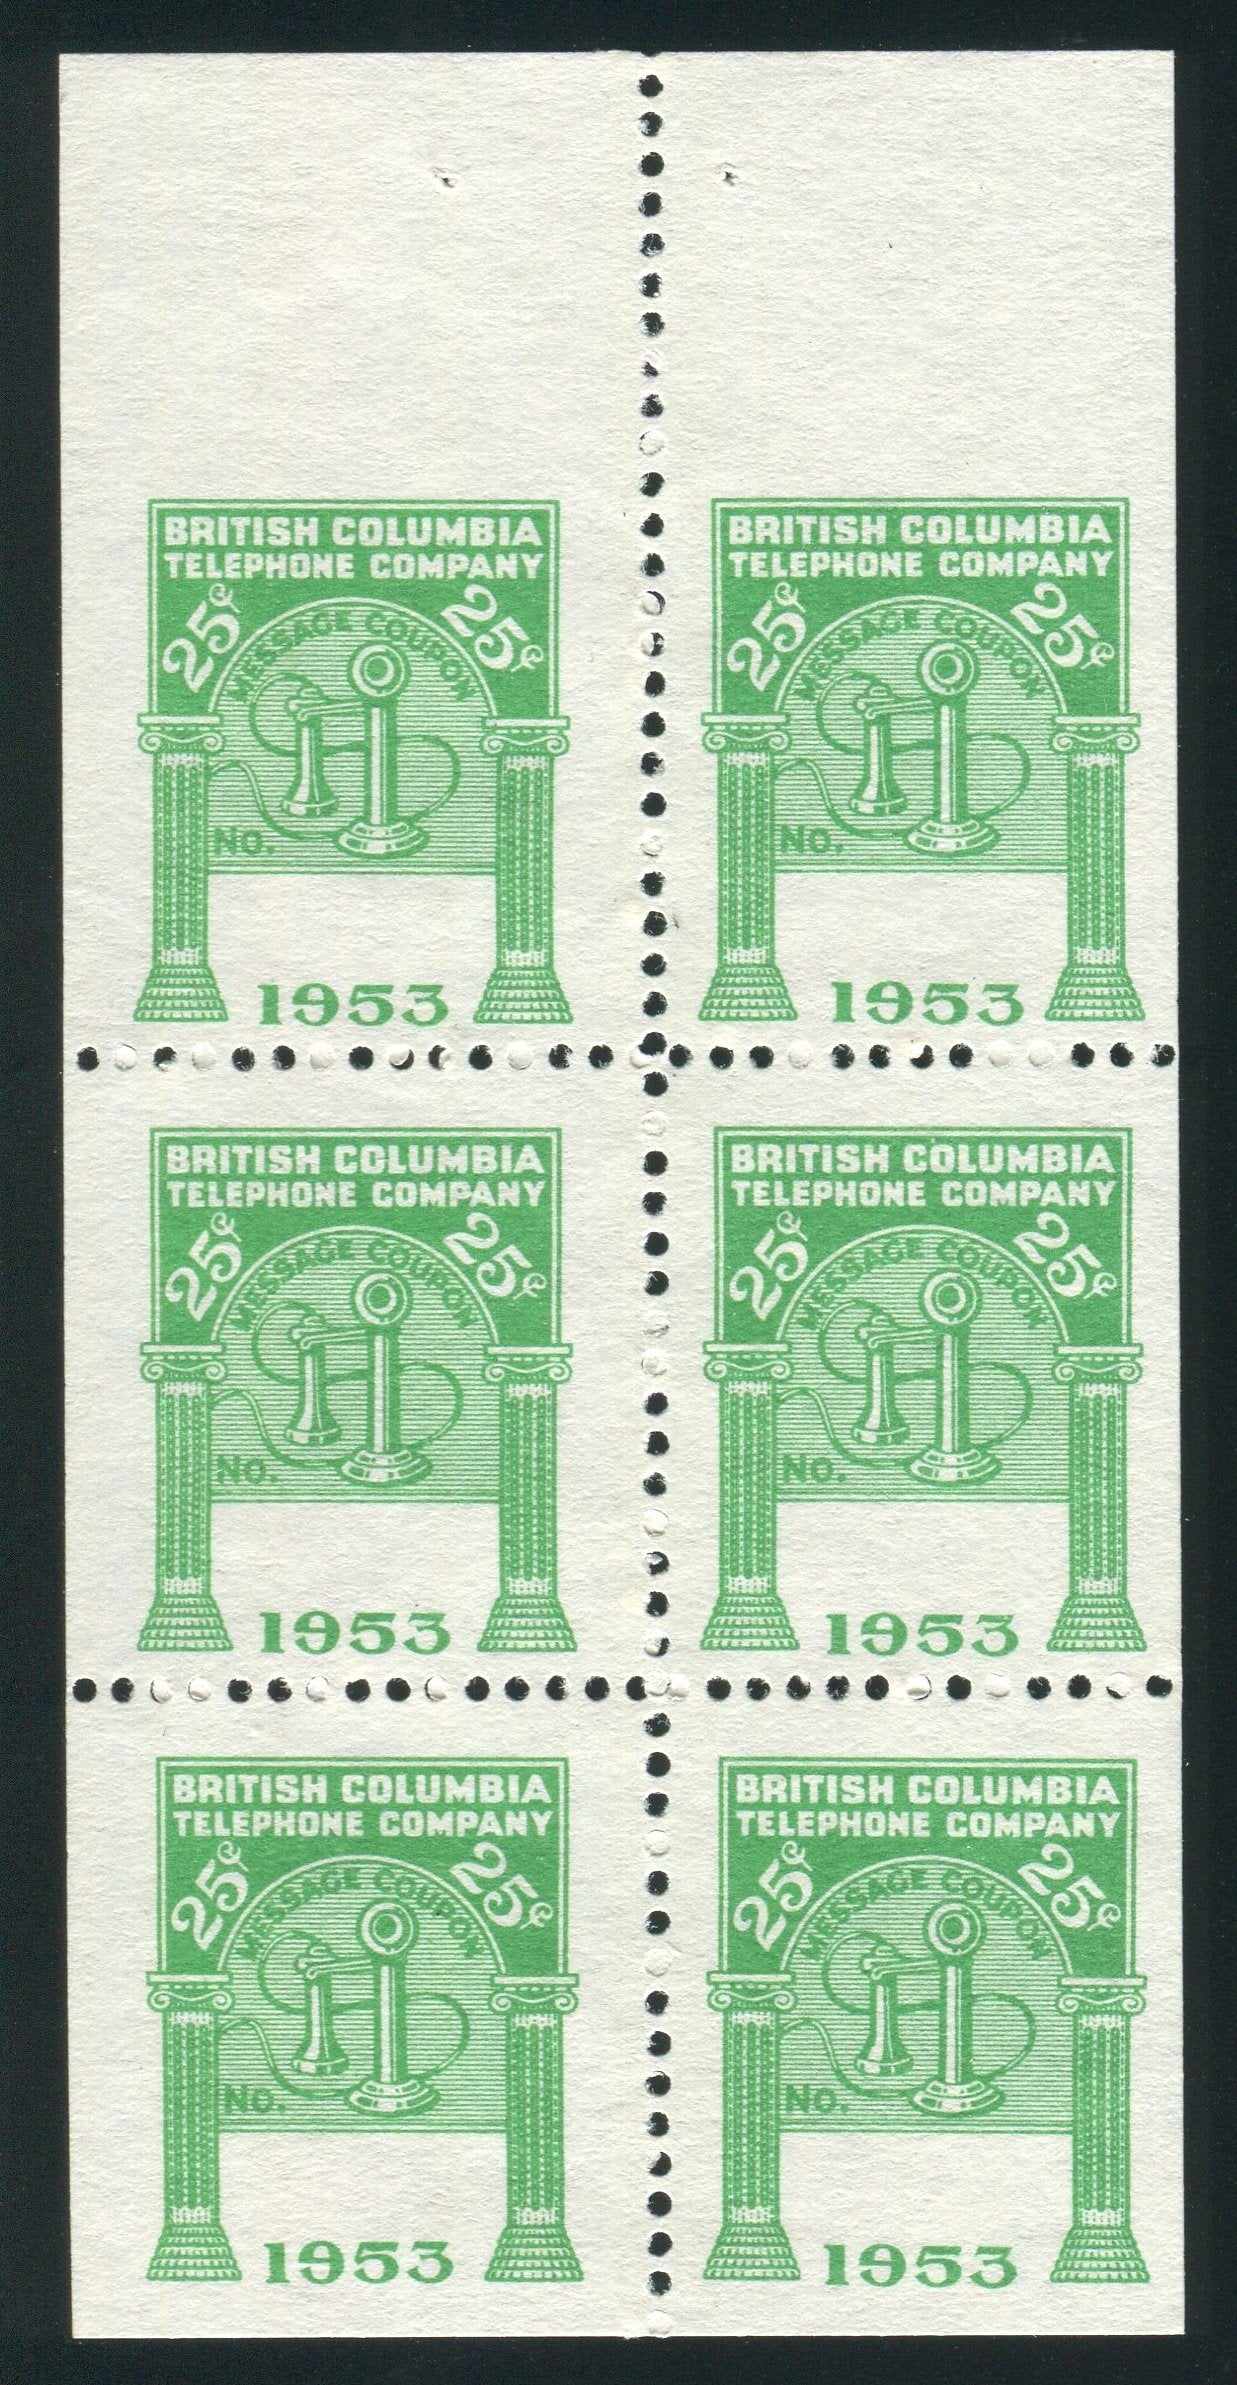 BRITISH COLUMBIA
TELEPHONE COMPANY
25¢ 25¢
MESSAGE COUPON
NO.
1953
BRITISH COLUMBIA
TELEPHONE COMPANY
25¢ 25¢
MESSAGE COUPON
NO.
1953
BRITISH COLUMBIA
TELEPHONE COMPANY
25¢ 25¢
MESSAGE COUPON
NO.
1953
BRITISH COLUMBIA
TELEPHONE COMPANY
25¢ 25¢
MESSAGE COUPON
NO.
1953
BRITISH COLUMBIA
TELEPHONE COMPANY
25¢ 25¢
MESSAGE COUPON
NO.
1953
BRITISH COLUMBIA
TELEPHONE COMPANY
25¢ 25¢
MESSAGE COUPON
NO.
1953